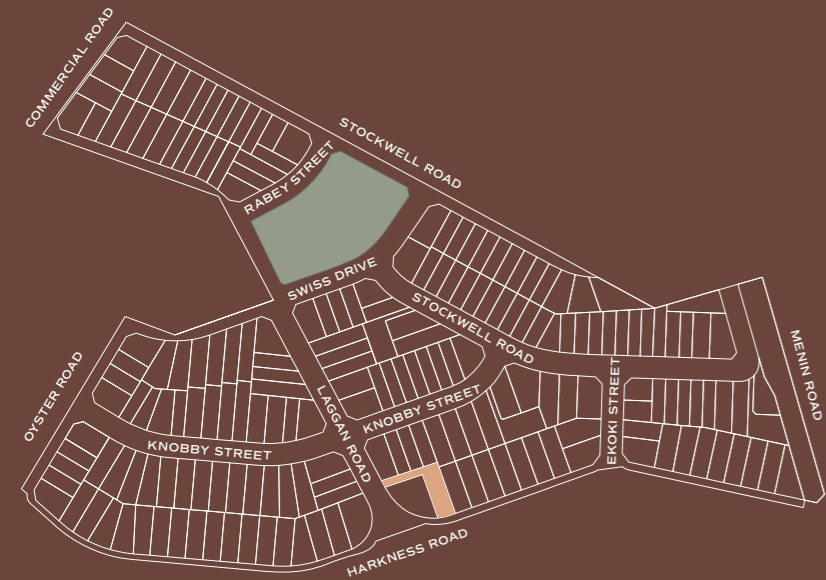 COMMERCIAL ROAD
STOCKWELL ROAD
RABEY STREET
SWISS DRIVE
STOCKWELL ROAD
MENIN ROAD
OYSTER ROAD
LAGGAN ROAD
KNOBBY STREET
EKOKI STREET
KNOBBY STREET
HARKNESS ROAD